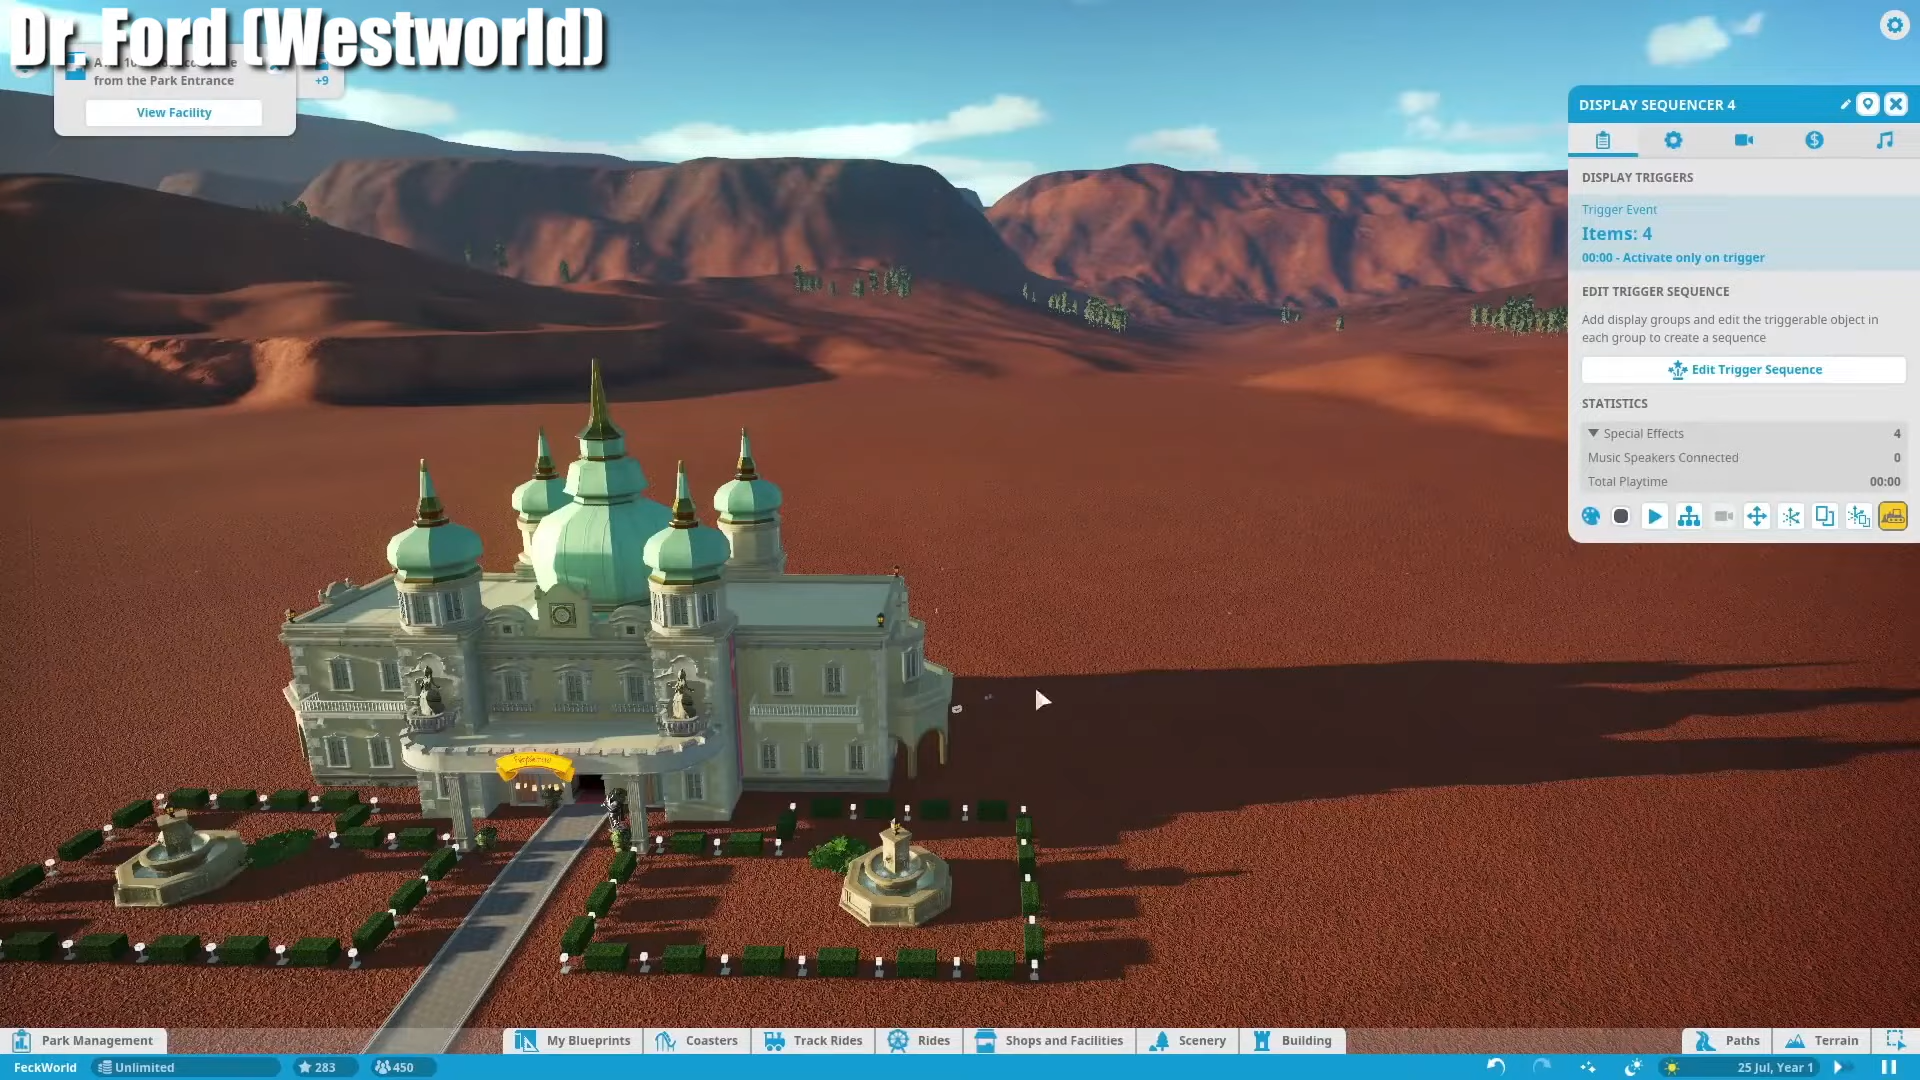 Dr. Ford (Westworld)
from the Park Entrance
+9
View Facility
DISPLAY SEQUENCER 4
DISPLAY TRIGGERS
Trigger Event
Items: 4
00:00 - Activate only on trigger
EDIT TRIGGER SEQUENCE
Add display groups and edit the triggerable object in
each group to create a sequence
Edit Trigger Sequence
STATISTICS
Special Effects 4
Music Speakers Connected 0
Total Playtime 00:00
Park Management
My Blueprints
Coasters
Track Rides
Rides
Shops and Facilities
Scenery
Building
Paths
Terrain
FeckWorld
Unlimited
283
450
25 Jul, Year 1